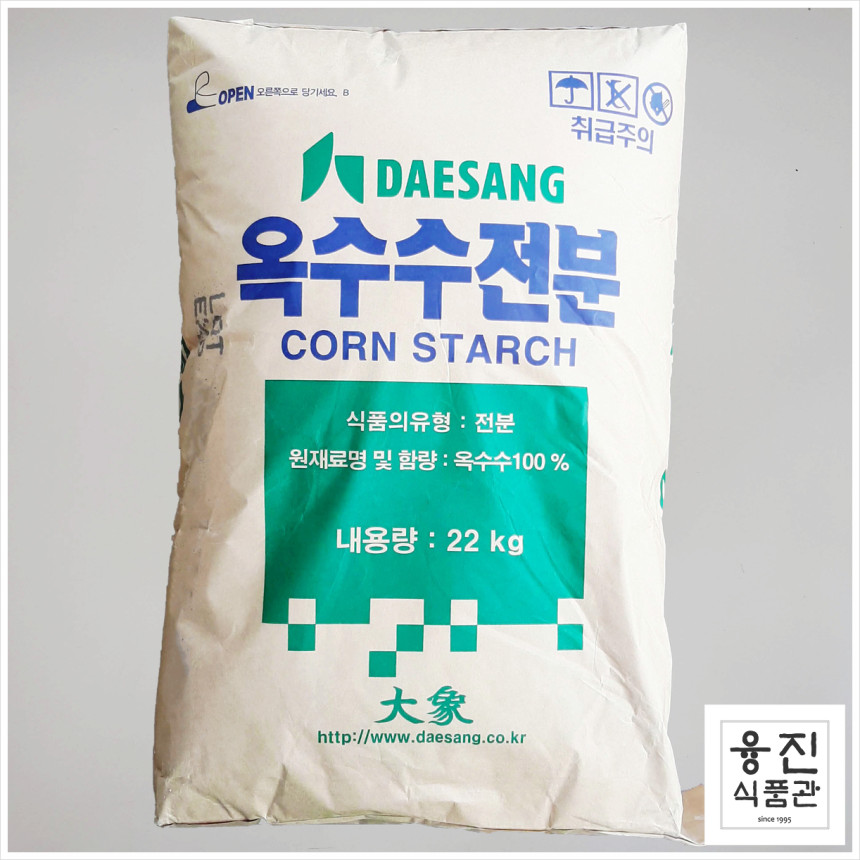 OPEN 오른쪽으로 당기세요. B
취급주의
DAESANG
옥수수전분
CORN STARCH
LOT
식품의유형 : 전분
원재료명 및 함량 : 옥수수100 %
내용량 : 22 kg
大象
http://www.daesang.co.kr
용진
식품관
since 1995